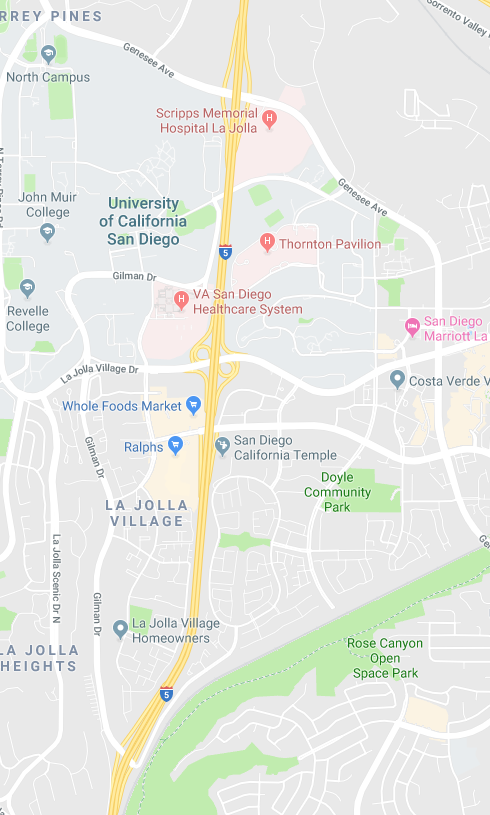 RREY PINES
Sorrento Valley
Genesee Ave
North Campus
Scripps Memorial
Hospital La Jolla
H
John Muir
College
University
of California
San Diego
Genesee Ave
H
Thornton Pavilion
5
Gilman Dr
Revelle
College
H
VA San Diego
Healthcare System
San Diego
Marriott La
La Jolla Village Dr
Costa Verde V
Whole Foods Market
Ralphs
San Diego
California Temple
Gilman Dr
Doyle
Community
Park
LA JOLLA
VILLAGE
La Jolla Scenic Dr N
Ge
Gilman Dr
La Jolla Village
Homeowners
LA JOLLA
HEIGHTS
Rose Canyon
Open
Space Park
5